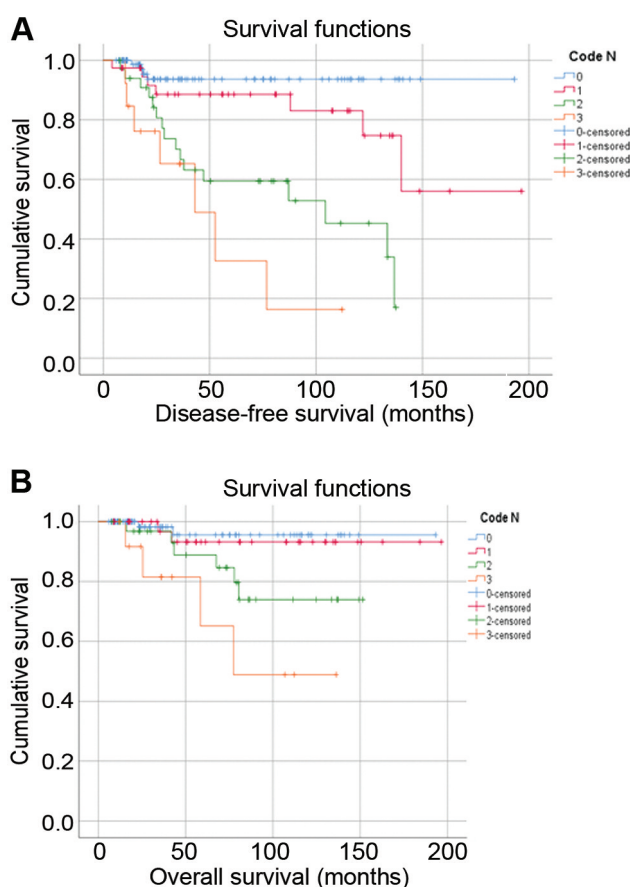 A
Survival functions
Code N
0
1
2
3
0-censored
1-censored
2-censored
3-censored
Cumulative survival
1.0
0.8
0.6
0.4
0.2
0.0
0 50 100 150 200
Disease-free survival (months)
B
Survival functions
Code N
0
1
2
3
0-censored
1-censored
2-censored
3-censored
Cumulative survival
1.0
0.8
0.6
0.4
0.2
0.0
0 50 100 150 200
Overall survival (months)